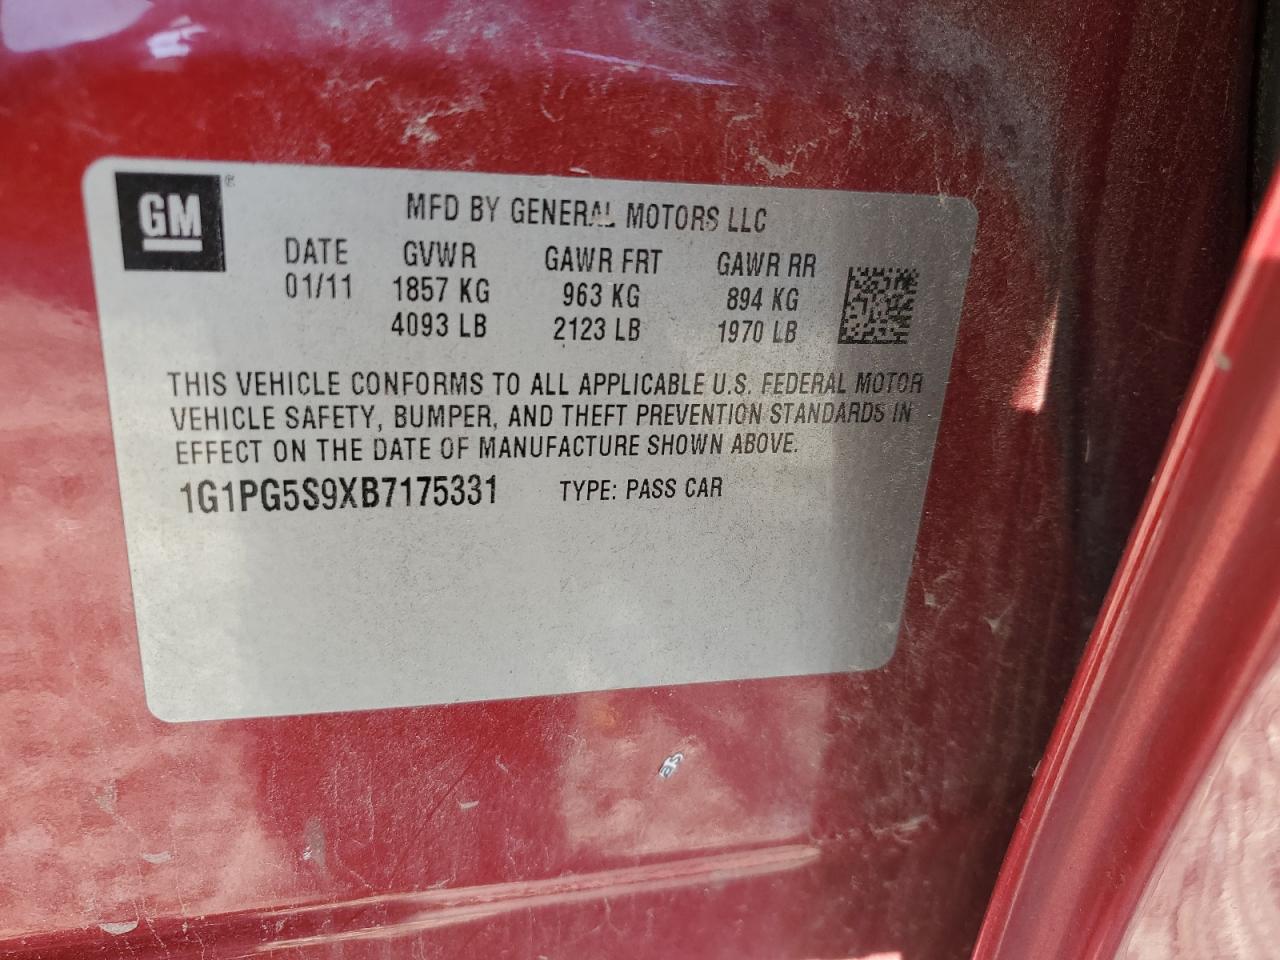 GM
MFD BY GENERAL MOTORS LLC
DATE GVWR GAWR FRT GAWR RR
01/11 1857 KG 963 KG 894 KG
4093 LB 2123 LB 1970 LB
THIS VEHICLE CONFORMS TO ALL APPLICABLE U.S. FEDERAL MOTOR
VEHICLE SAFETY, BUMPER, AND THEFT PREVENTION STANDARDS IN
EFFECT ON THE DATE OF MANUFACTURE SHOWN ABOVE.
1G1PG5S9XB7175331 TYPE: PASS CAR